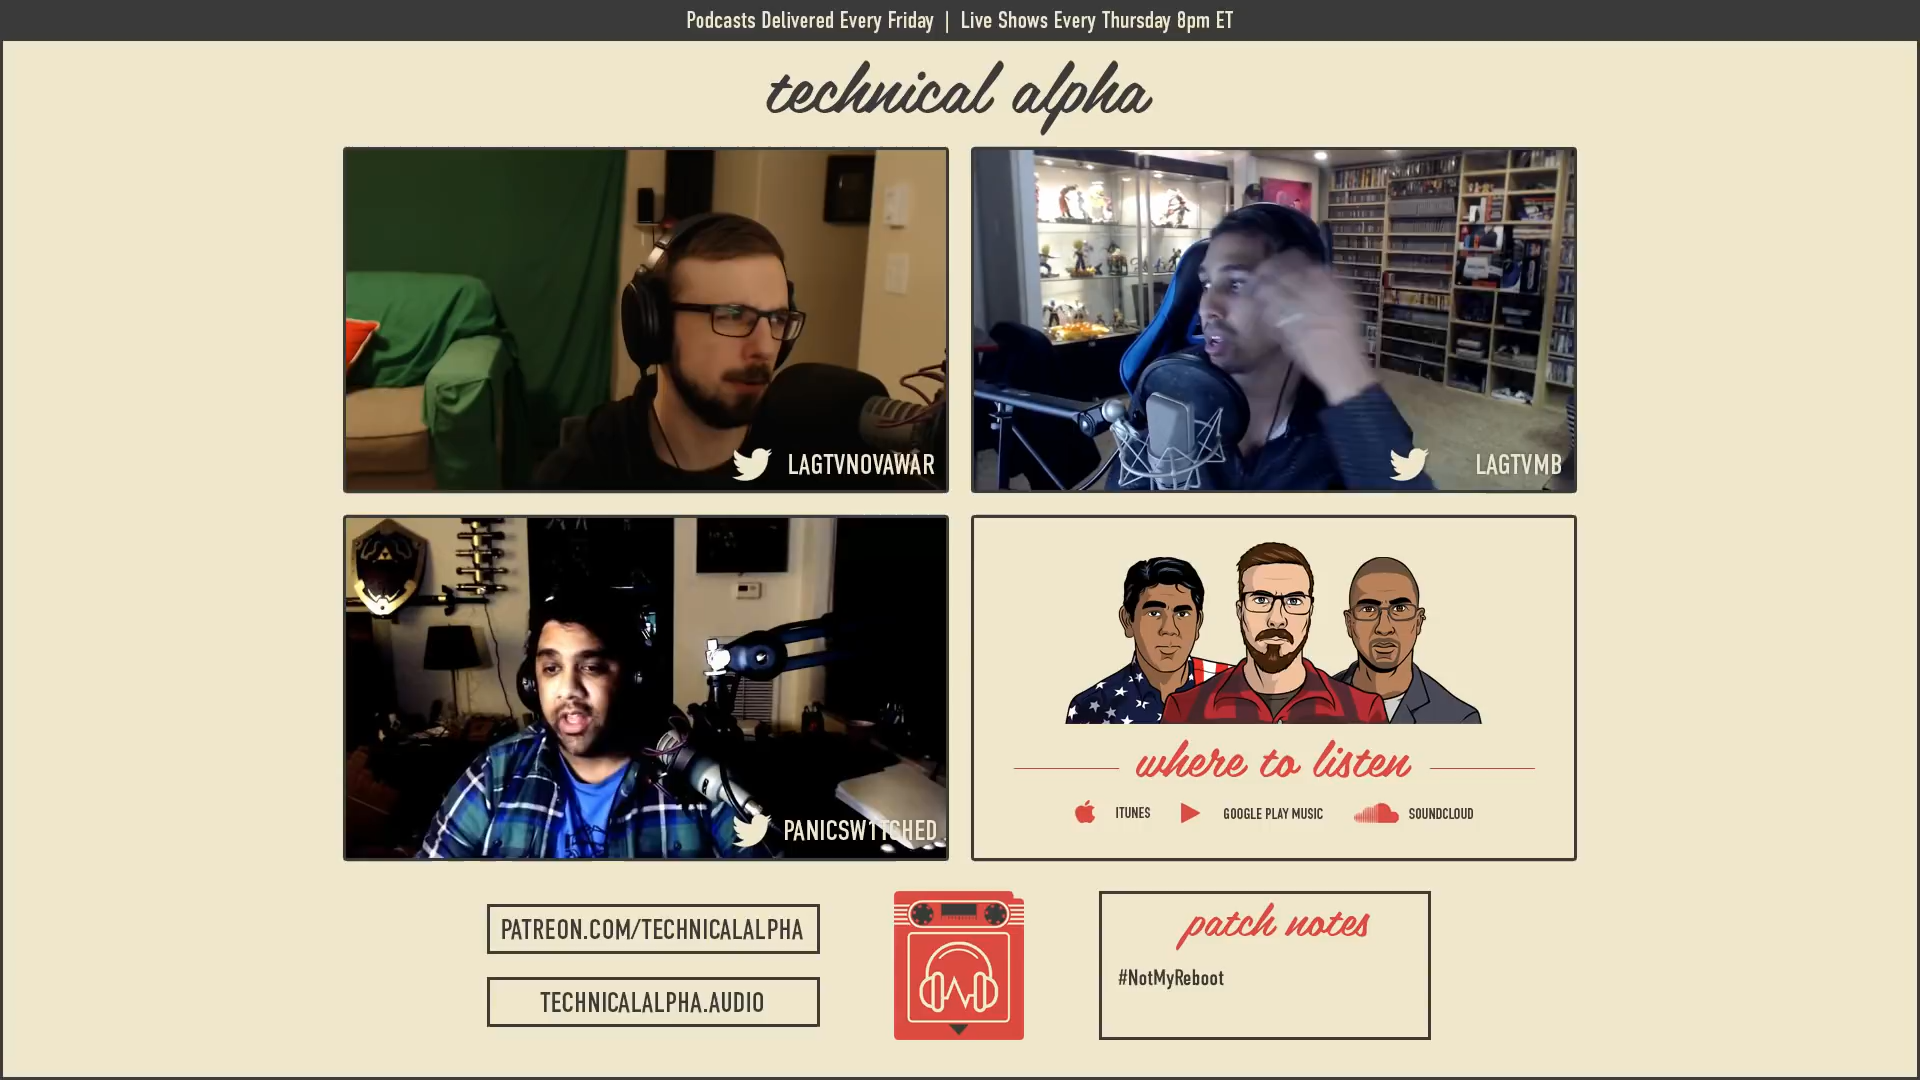 Podcasts Delivered Every Friday | Live Shows Every Thursday 8pm ET
technical alpha
LAGTVNOVAWAR
LAGTVMB
PANICSW1TCHED
where to listen
ITUNES
GOOGLE PLAY MUSIC
SOUNDCLOUD
PATREON.COM/TECHNICALALPHA
TECHNICALALPHA.AUDIO
patch notes
#NotMyReboot